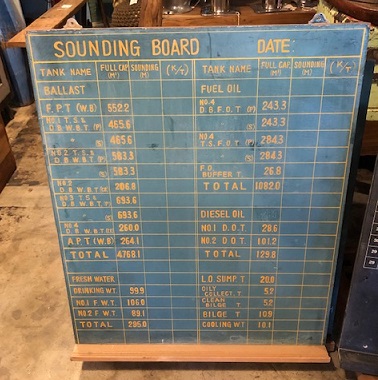 SOUNDING BOARD DATE:
TANK NAME FULL CAP. (M³) SOUNDING (M) (K/T) TANK NAME FULL CAP. (M³) SOUNDING (M) (K/T)
BALLAST FUEL OIL
F.P.T (W.B) 552.2 NO.4 D.B.F.O.T (P) 243.3
NO.1 T.S & D.B.W.B.T (P) 465.6 (S) 243.3
(S) 465.6 NO.4 T.S.F.O.T (P) 284.3
NO.2 T.S & D.B.W.B.T (P) 583.3 (S) 284.3
(S) 583.3 F.O BUFFER T. 26.8
NO.3 D.B.W.B.T 206.8 TOTAL 1082.0
NO.3 T.S & D.B.W.B.T (P) 693.6
(S) 693.6 DIESEL OIL
NO.4 D.B.W.B.T 260.0 NO.1 D.O.T 28.6
A.P.T (W.B) 264.1 NO.2 D.O.T 101.2
TOTAL 4768.1 TOTAL 129.8
FRESH WATER L.O.SUMP T 20.0
DRINKING W.T 99.9 OILY COLLECT. T 5.2
NO.1 F.W.T 106.0 CLEAN BILGE T 5.2
NO.2 F.W.T 89.1 BILGE T 10.9
TOTAL 295.0 COOLING W.T 10.1